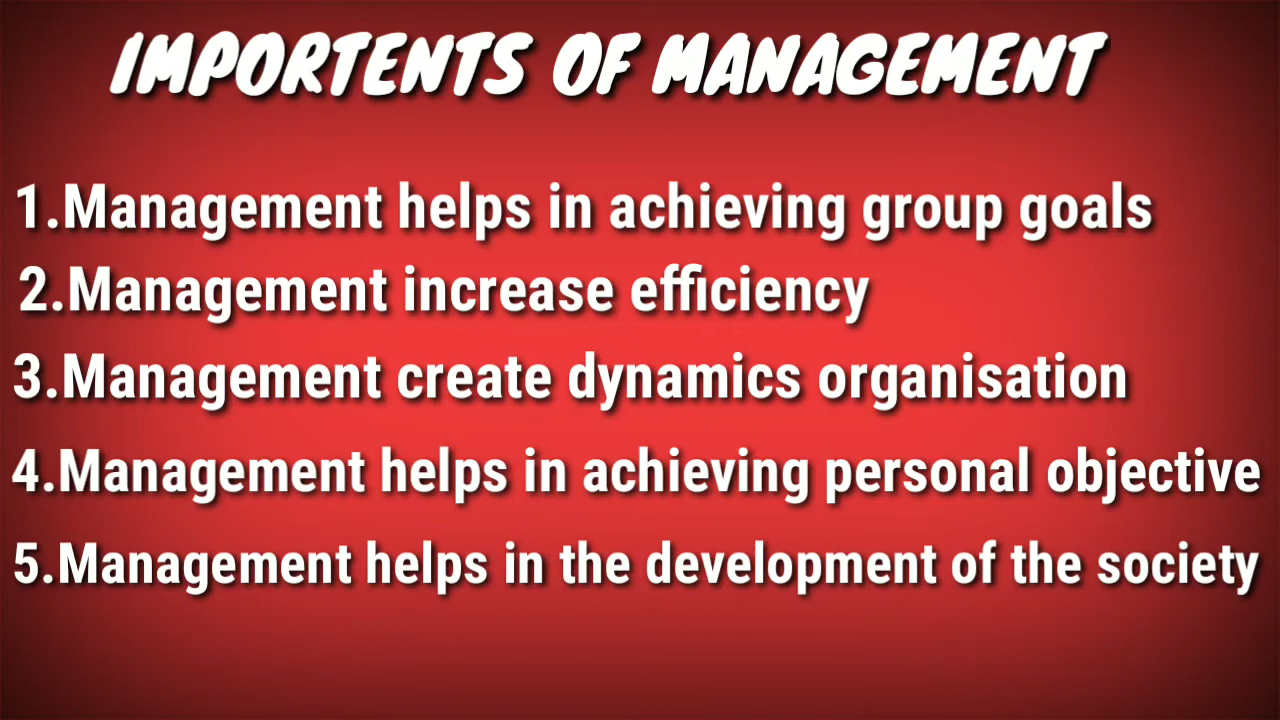 IMPORTENTS OF MANAGEMENT
1.Management helps in achieving group goals
2.Management increase efficiency
3.Management create dynamics organisation
4.Management helps in achieving personal objective
5.Management helps in the development of the society